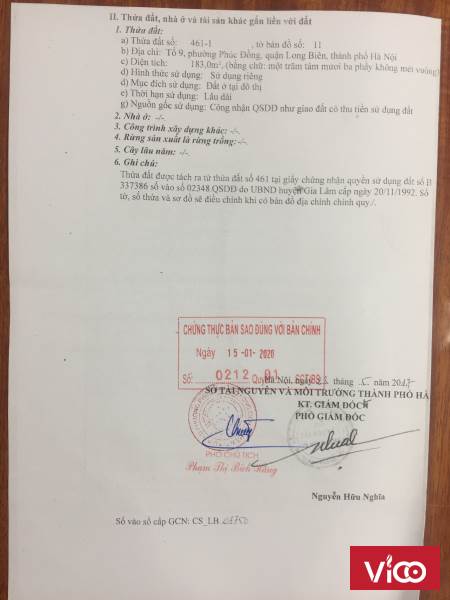 II. Thửa đất, nhà ở và tài sản khác gắn liền với đất
1. Thửa đất:
a) Thửa đất số: 461-1, tờ bản đồ số: 11
b) Địa chỉ: Tổ 9, phường Phúc Đồng, quận Long Biên, thành phố Hà Nội
c) Diện tích: 183,0m², (bằng chữ: một trăm tám mươi ba phẩy không mét vuông)
d) Hình thức sử dụng: Sử dụng riêng
đ) Mục đích sử dụng: Đất ở tại đô thị
e) Thời hạn sử dụng: Lâu dài
g) Nguồn gốc sử dụng: Công nhận QSDĐ như giao đất có thu tiền sử dụng đất
2. Nhà ở: -/-
3. Công trình xây dựng khác: -/-
4. Rừng sản xuất là rừng trồng: -/-
5. Cây lâu năm: -/-
6. Ghi chú:
Thửa đất được tách ra từ thửa đất số 461 tại giấy chứng nhận quyền sử dụng đất số B
337386 số vào số 02348 QSDĐ do UBND huyện Gia Lâm cấp ngày 20/11/1992. Số
tờ, số thửa và sơ đồ sẽ điều chỉnh khi có bản đồ địa chính chính quy./.
CHỨNG THỰC BẢN SAO ĐÚNG VỚI BẢN CHÍNH
Ngày 15-01-2020
Số: 0212 Quyển 01 SCT/BS
Hà Nội, ngày tháng năm
SỞ TÀI NGUYÊN VÀ MÔI TRƯỜNG THÀNH PHỐ HÀ
KT. GIÁM ĐỐC
PHÓ GIÁM ĐỐC
PHÓ CHỦ TỊCH
Phạm Thị Bích Hằng
Nguyễn Hữu Nghĩa
Số vào sổ cấp GCN: CS_LB
ViCO